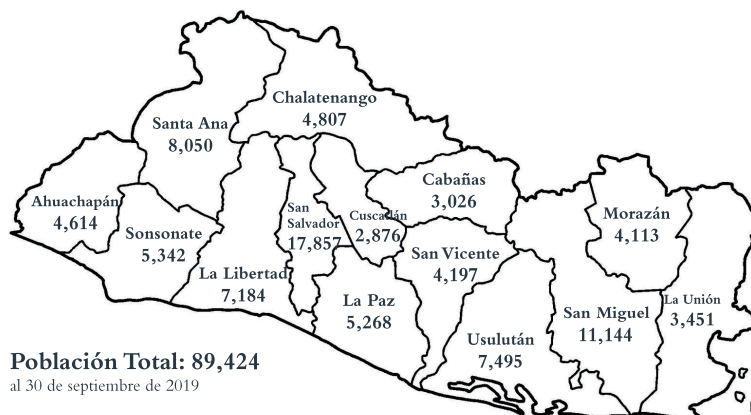 Chalatenango
4,807
Santa Ana
8,050
Cabañas
3,026
Ahuachapán
4,614
Sonsonate
5,342
San
Salvador
17,857
Cuscatlán
2,876
Morazán
4,113
La Libertad
7,184
San Vicente
4,197
La Paz
5,268
Usulután
7,495
San Miguel
11,144
La Unión
3,451
Población Total: 89,424
al 30 de septiembre de 2019